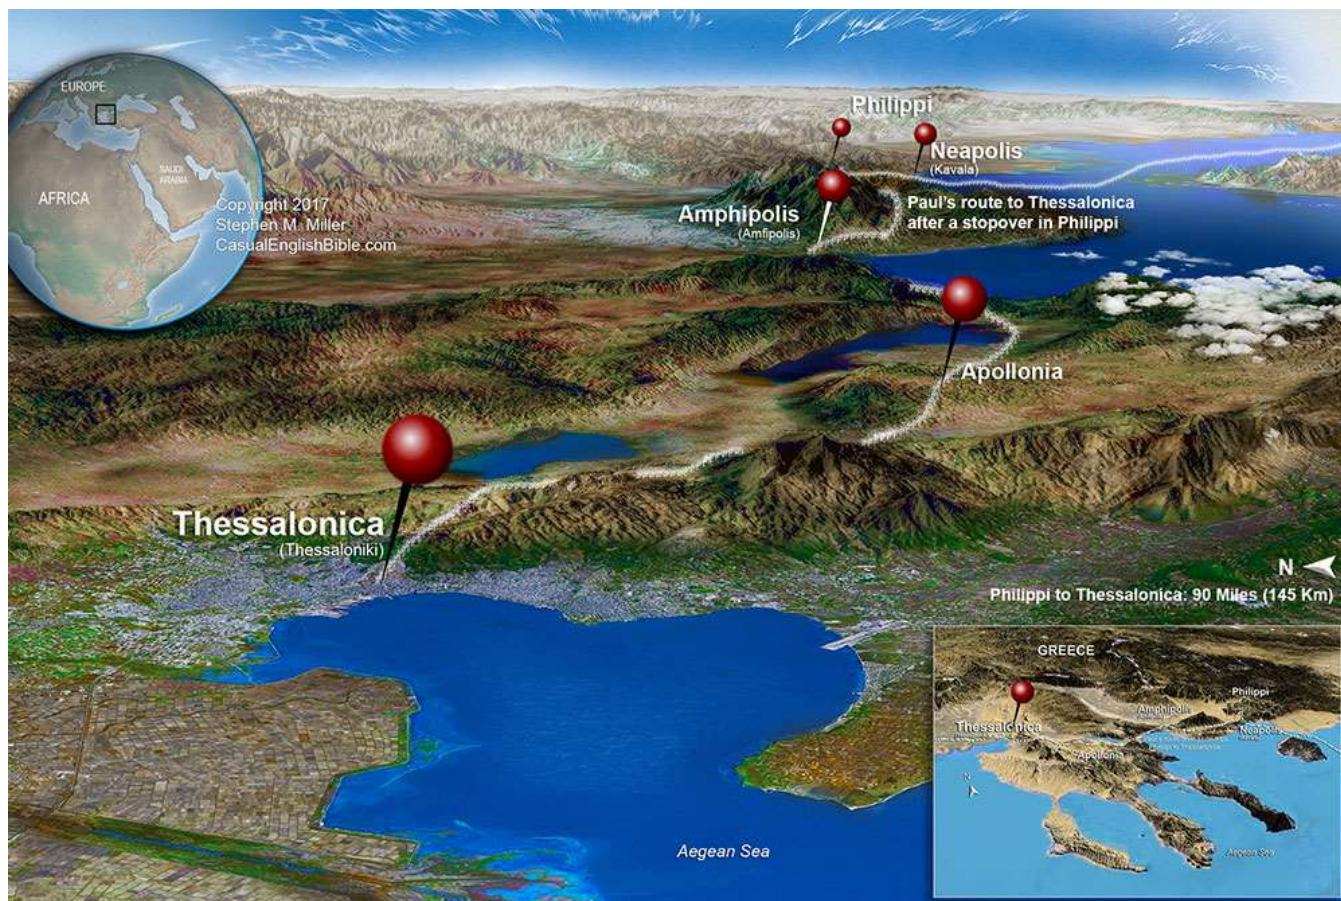 EUROPE
AFRICA
SAUDI
ARABIA
Copyright 2017
Stephen M. Miller
CasualEnglishBible.com
Philippi
Neapolis
(Kavala)
Amphipolis
(Amfipolis)
Paul's route to Thessalonica
after a stopover in Philippi
Apollonia
Thessalonica
(Thessaloniki)
N
Philippi to Thessalonica: 90 Miles (145 Km)
Aegean Sea
GREECE
Philippi
Amphipolis
Thessalonica
Neapolis
Apollonia
N
Aegean Sea